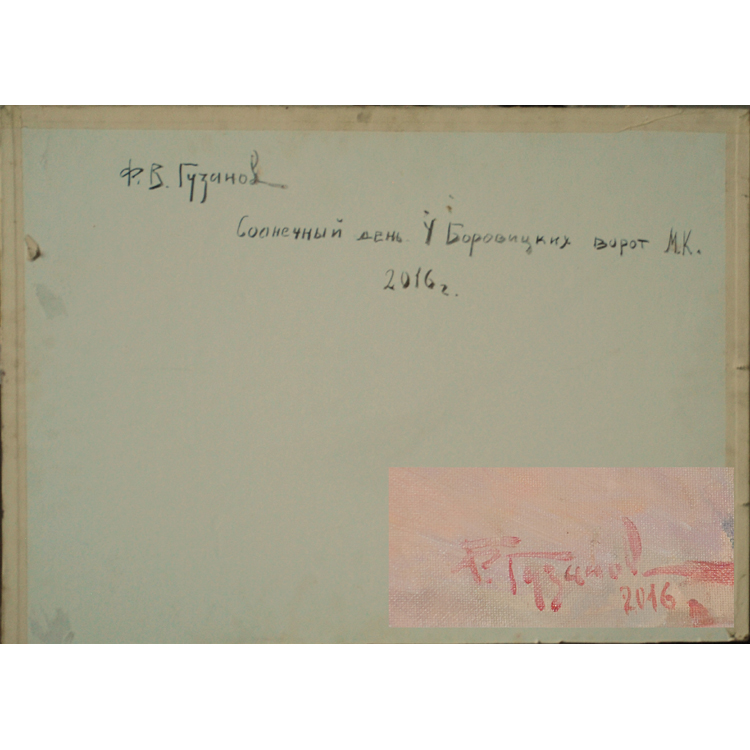 Ф.В. Гузанов
Солнечный день. У Боровицких ворот М.К.
2016г.
Ф. Гузанов
2016